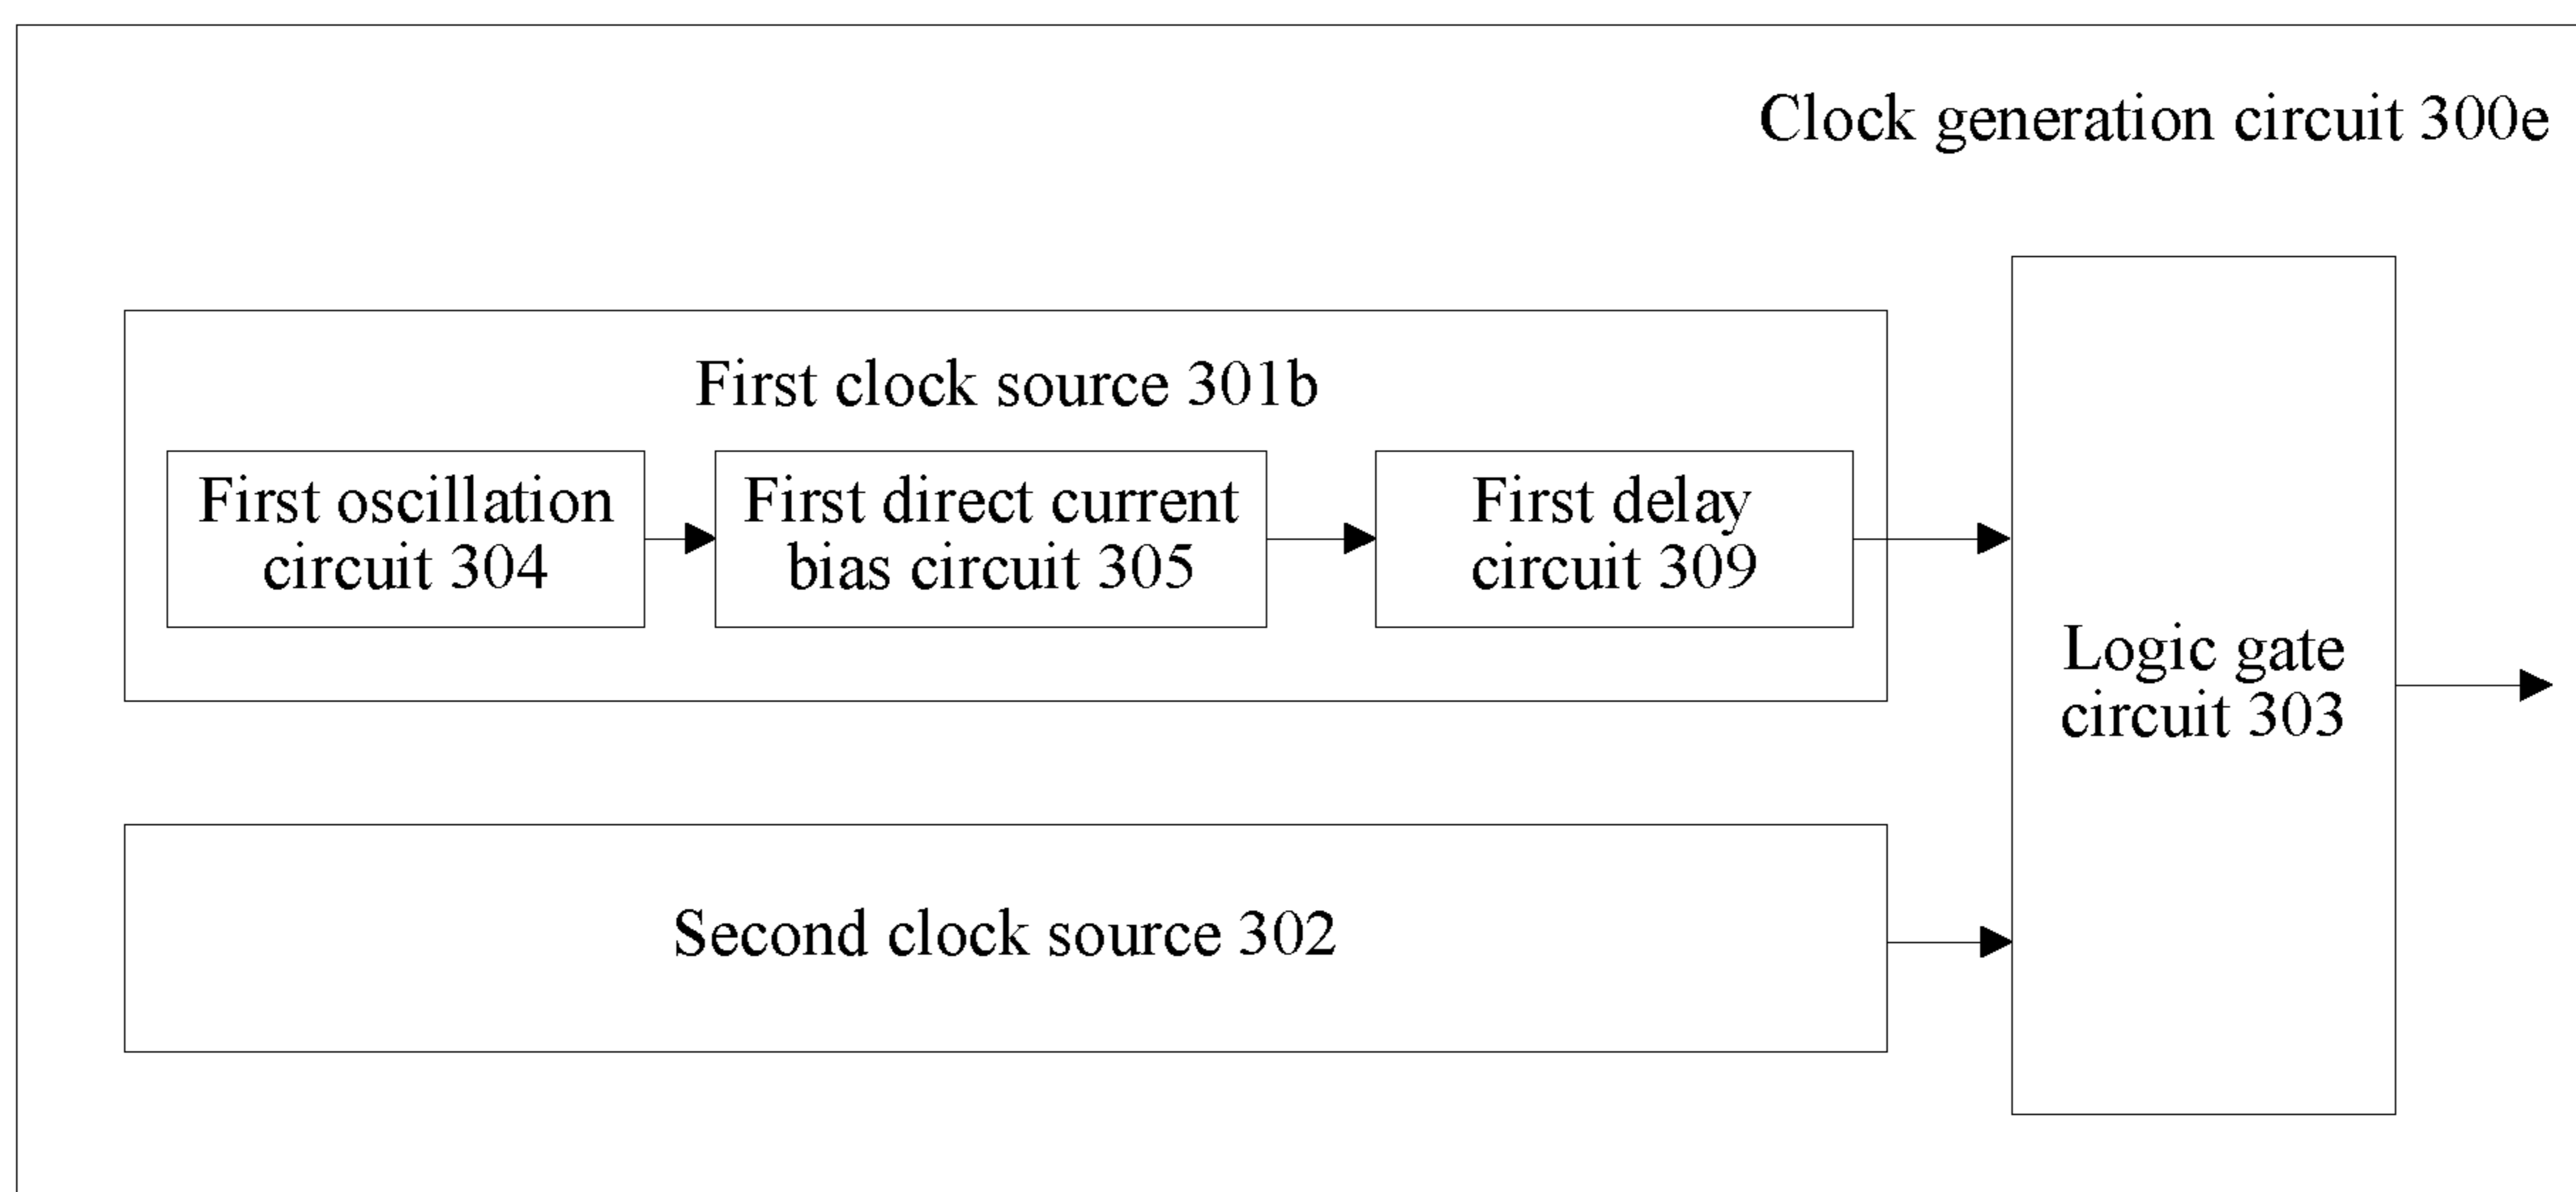 Clock generation circuit 300e
First clock source 301b
First oscillation
circuit 304
First direct current
bias circuit 305
First delay
circuit 309
Logic gate
circuit 303
Second clock source 302